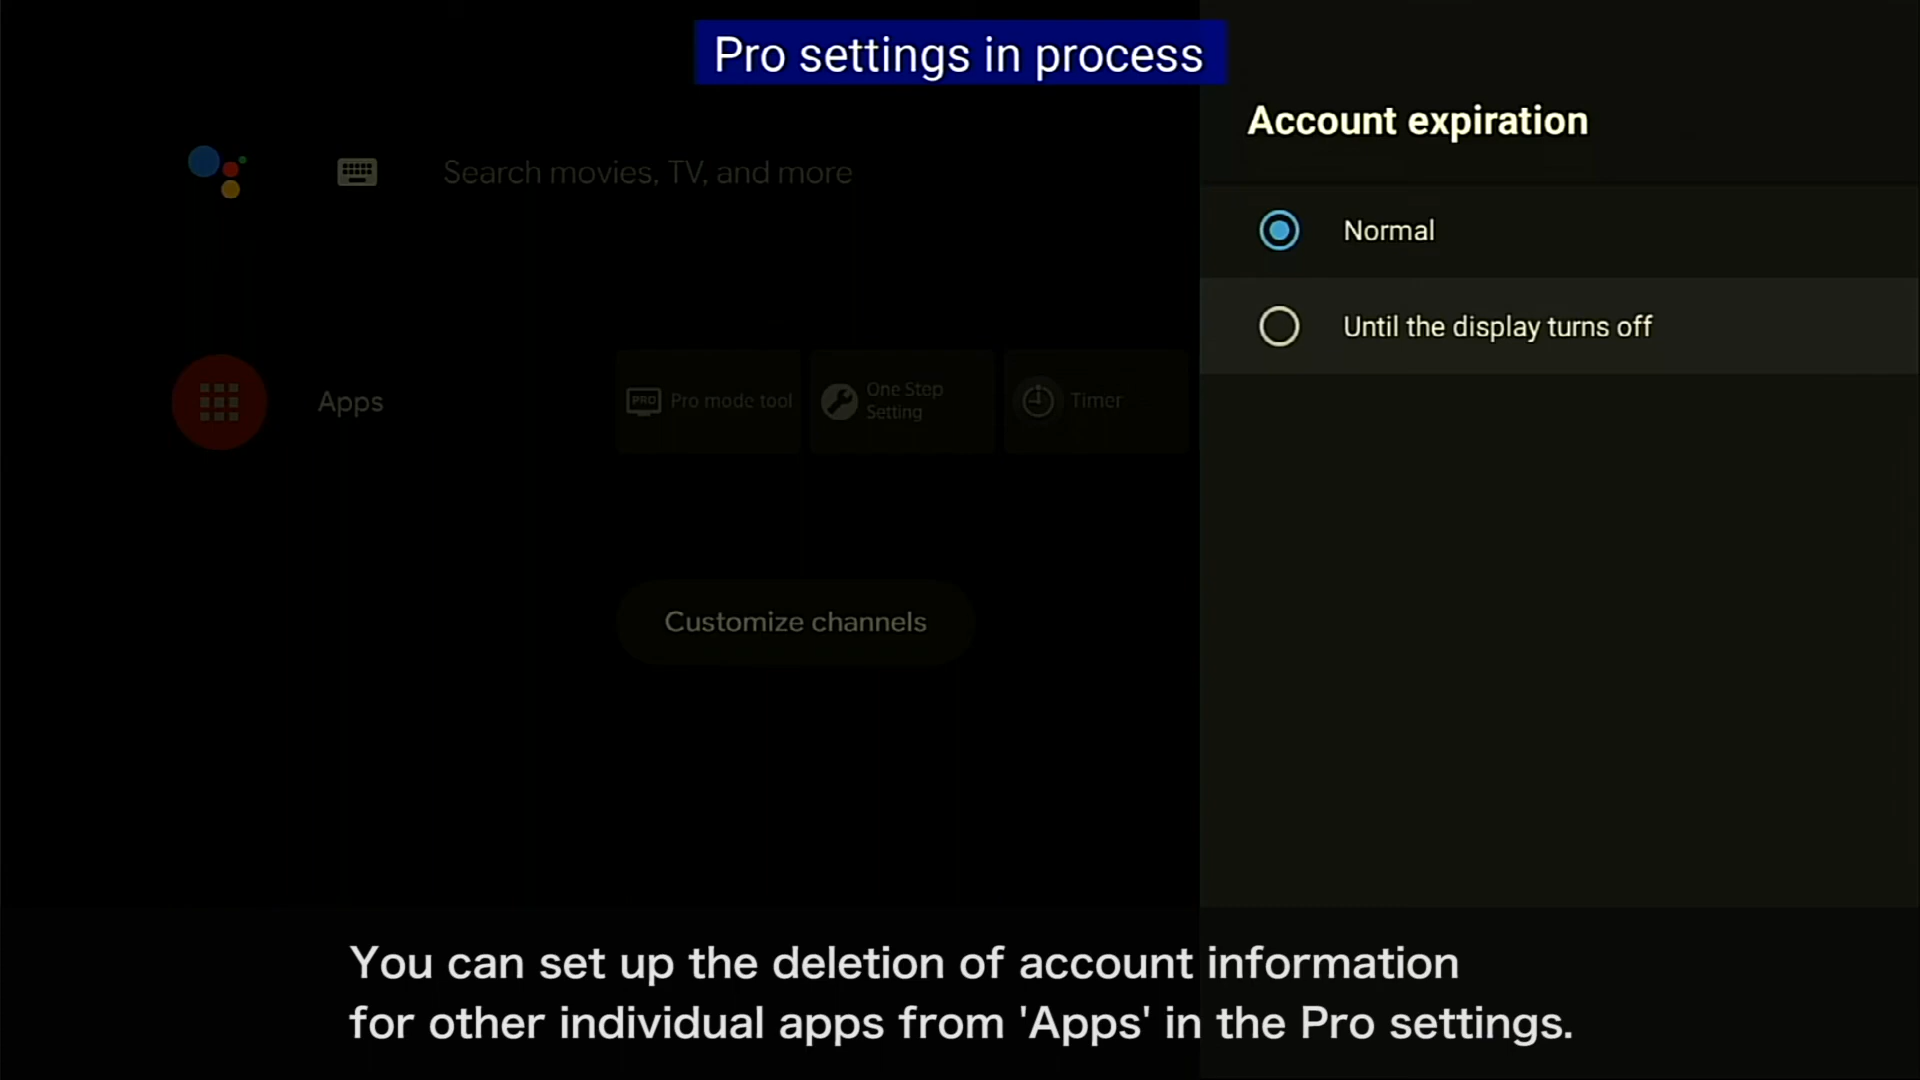 Pro settings in process
Account expiration
Search movies, TV, and more
Normal
Until the display turns off
Apps
PRO
Pro mode tool
One Step
Setting
Timer
Customize channels
You can set up the deletion of account information
for other individual apps from 'Apps' in the Pro settings.